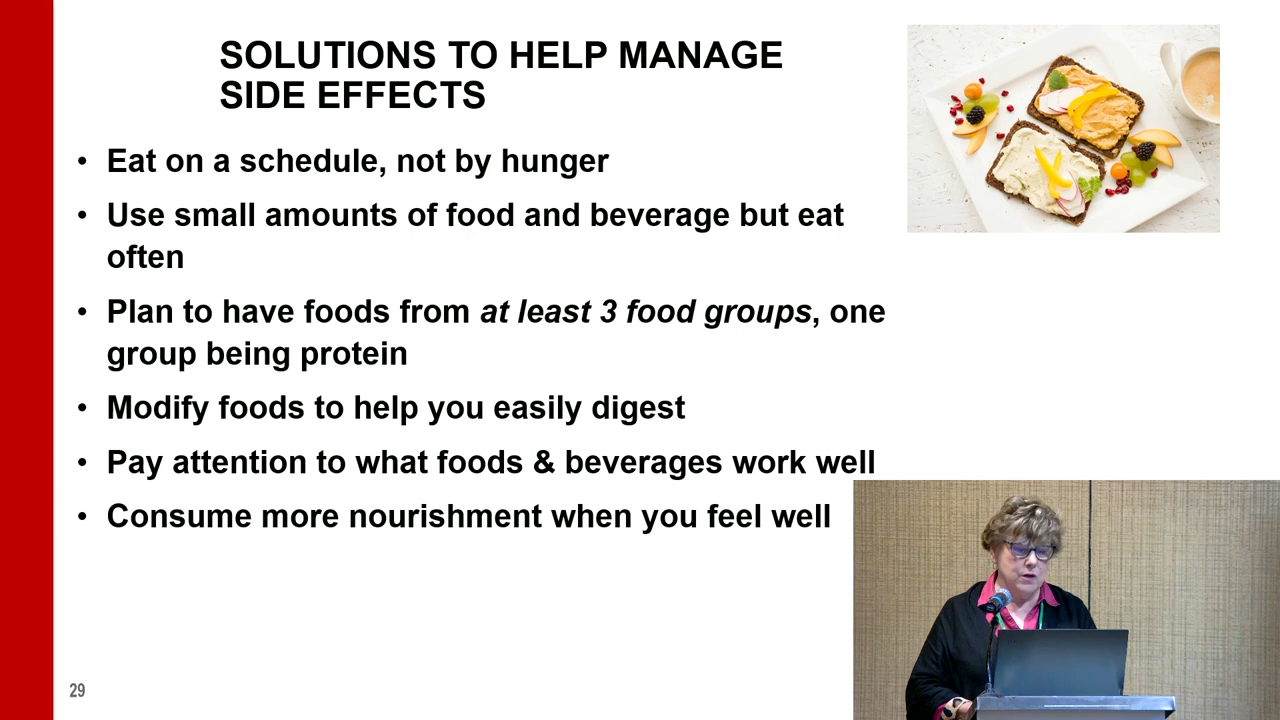 SOLUTIONS TO HELP MANAGE
SIDE EFFECTS
• Eat on a schedule, not by hunger
• Use small amounts of food and beverage but eat
often
• Plan to have foods from at least 3 food groups, one
group being protein
• Modify foods to help you easily digest
• Pay attention to what foods & beverages work well
• Consume more nourishment when you feel well
29